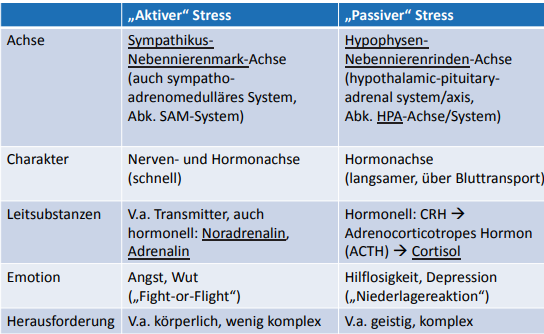 „Aktiver“ Stress
„Passiver“ Stress
Achse
Sympathikus-
Nebennierenmark-Achse
(auch sympatho-
adrenomedulläres System,
Abk. SAM-System)
Hypophysen-
Nebennierenrinden-Achse
(hypothalamic-pituitary-
adrenal system/axis,
Abk. HPA-Achse/System)
Charakter
Nerven- und Hormonachse
(schnell)
Hormonachse
(langsamer, über Bluttransport)
Leitsubstanzen
V.a. Transmitter, auch
hormonell: Noradrenalin,
Adrenalin
Hormonell: CRH →
Adrenocorticotropes Hormon
(ACTH) → Cortisol
Emotion
Angst, Wut
(„Fight-or-Flight“)
Hilflosigkeit, Depression
(„Niederlagereaktion“)
Herausforderung
V.a. körperlich, wenig komplex
V.a. geistig, komplex